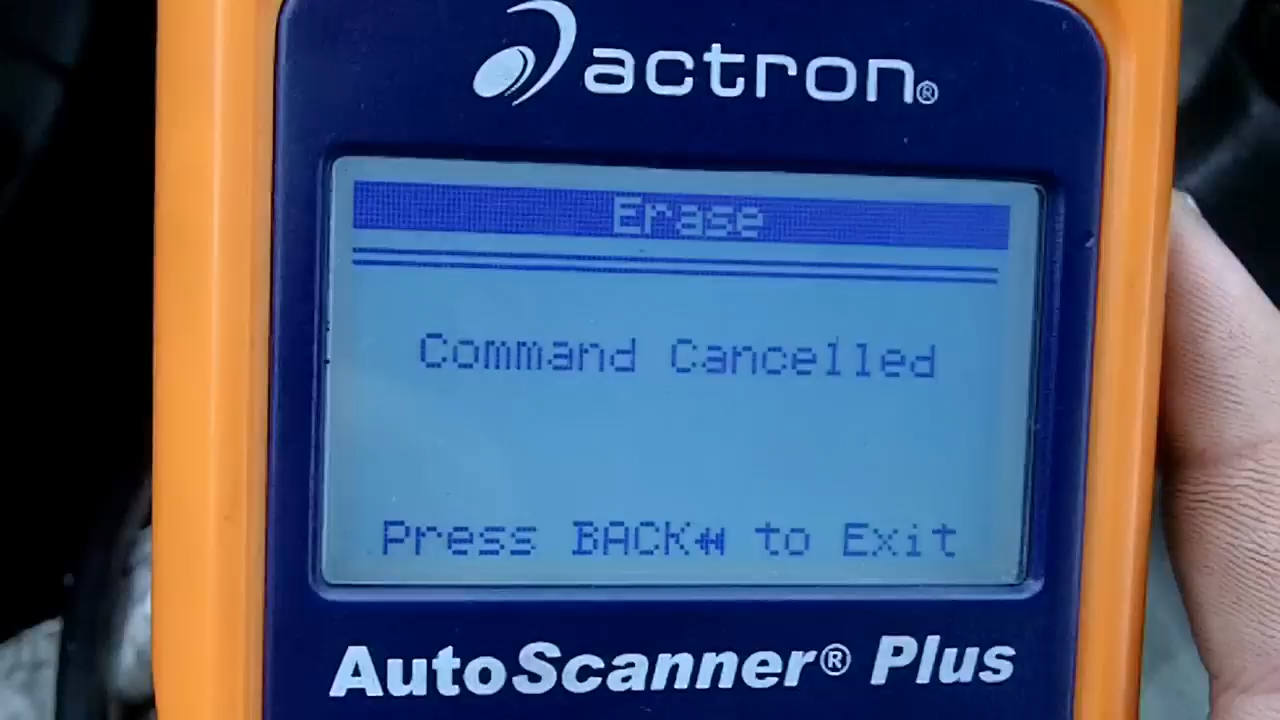 actron®
Erase
Command Cancelled
Press BACK◀◀ to Exit
AutoScanner® Plus